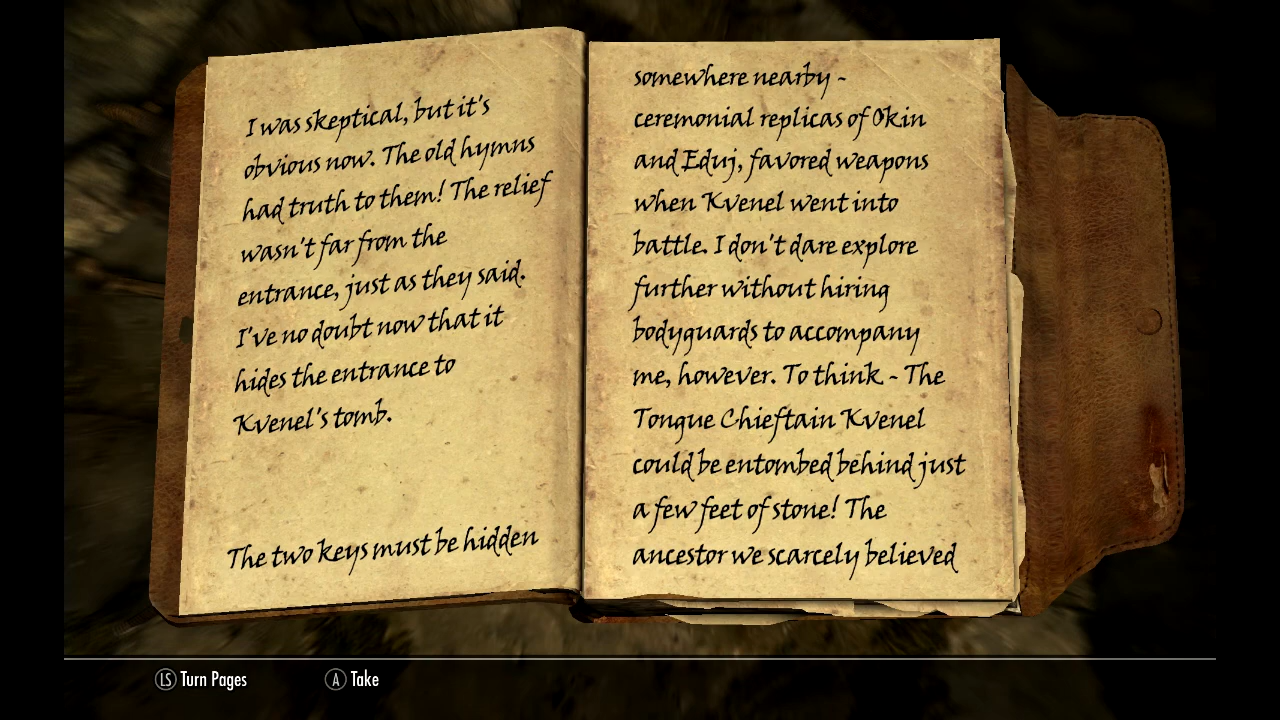 I was skeptical, but it's
obvious now. The old hymns
had truth to them! The relief
wasn't far from the
entrance, just as they said.
I've no doubt now that it
hides the entrance to
Kvenel's tomb.
The two keys must be hidden
somewhere nearby -
ceremonial replicas of Okin
and Eduj, favored weapons
when Kvenel went into
battle. I don't dare explore
further without hiring
bodyguards to accompany
me, however. To think - The
Tongue Chieftain Kvenel
could be entombed behind just
a few feet of stone! The
ancestor we scarcely believed
LS Turn Pages
A Take